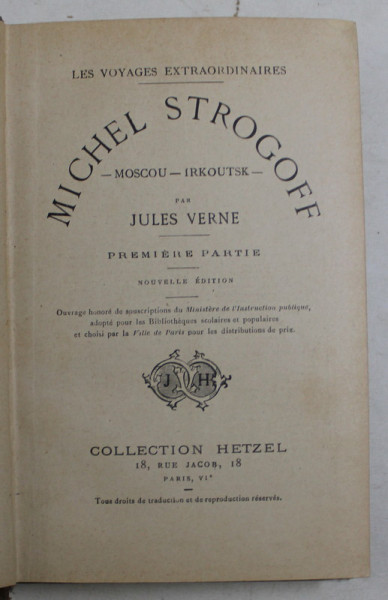 LES VOYAGES EXTRAORDINAIRES
MICHEL STROGOFF
— MOSCOU — IRKOUTSK —
PAR
JULES VERNE
PREMIÈRE PARTIE
NOUVELLE ÉDITION
Ouvrage honoré de souscriptions du Ministère de l'Instruction publique,
adopté pour les Bibliothèques scolaires et populaires
et choisi par la Ville de Paris pour les distributions de prix.
J H
COLLECTION HETZEL
18, RUE JACOB, 18
PARIS, VIe
Tous droits de traduction et de reproduction réservés.